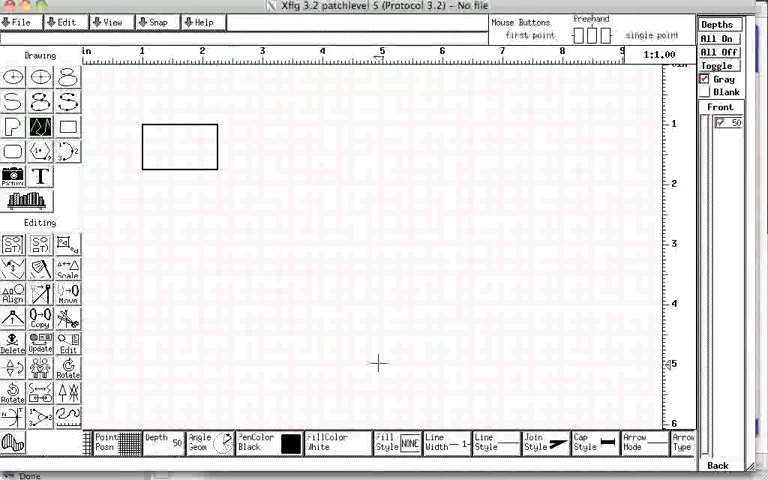 Xfig 3.2 patchlevel 5 (Protocol 3.2) - No file
File Edit View Snap Help
Mouse Buttons
first point
Freehand
single point
Depths
All On
All Off
Toggle
Gray
Blank
Front
50
Back
Drawing
in 1 2 3 4 5 6 7 8 9
1:1.00
1
2
3
4
5
6
Picture
T
Editing
Scale
Align
Move
Copy
Delete
Update
Edit
Rotate
Rotate
Point
Posn
Depth 50
Angle
Geom
PenColor
Black
FillColor
White
Fill
Style NONE
Line
Width 1
Line
Style
Join
Style
Cap
Style
Arrow
Mode
Arrow
Type
Done